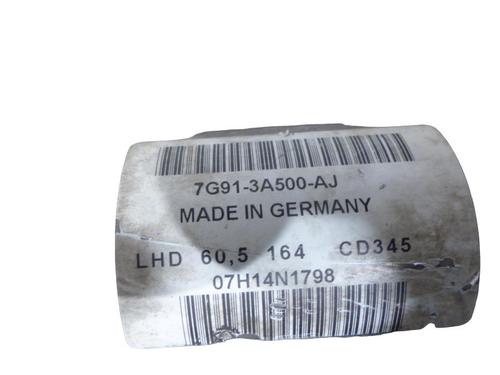 7G91-3A500-AJ
MADE IN GERMANY
LHD 60,5 164 CD345
07H14N1798